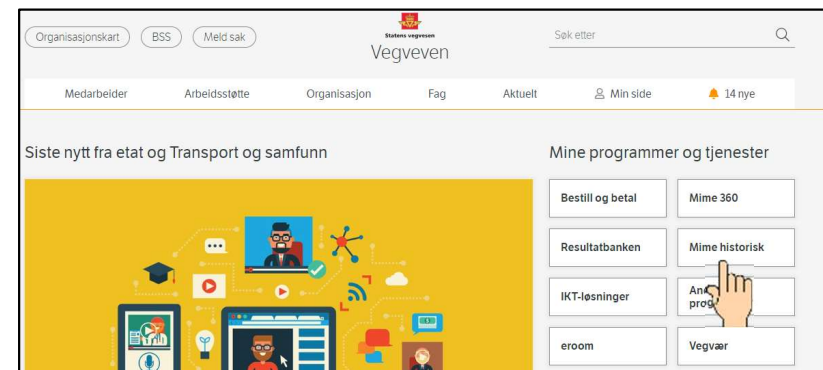 Organisasjonskart
BSS
Meld sak
Statens vegvesen
Vegveven
Søk etter
Medarbeider
Arbeidsstøtte
Organisasjon
Fag
Aktuelt
Min side
14 nye
Siste nytt fra etat og Transport og samfunn
Mine programmer og tjenester
Bestill og betal
Mime 360
Resultatbanken
Mime historisk
IKT-løsninger
eroom
Vegvær